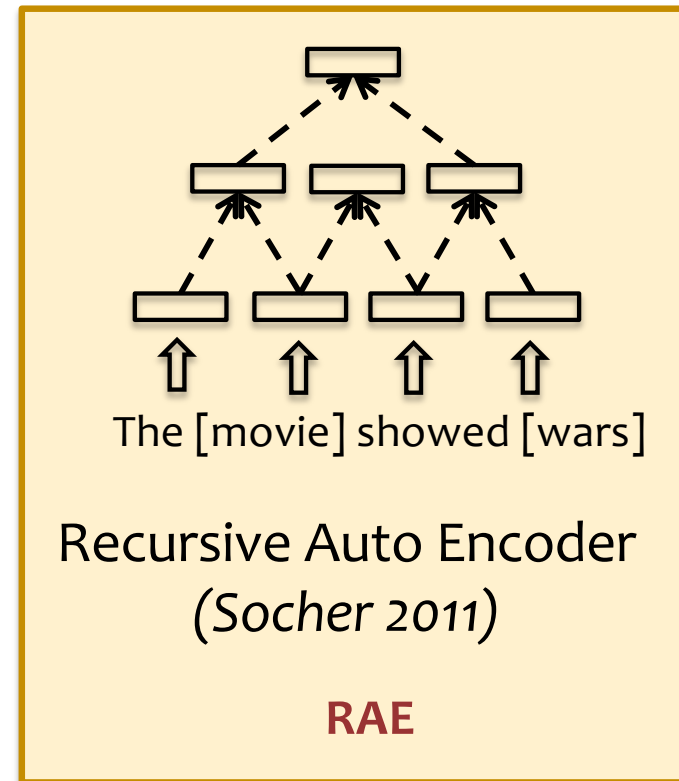 The [movie] showed [wars]
Recursive Auto Encoder
(Socher 2011)
RAE